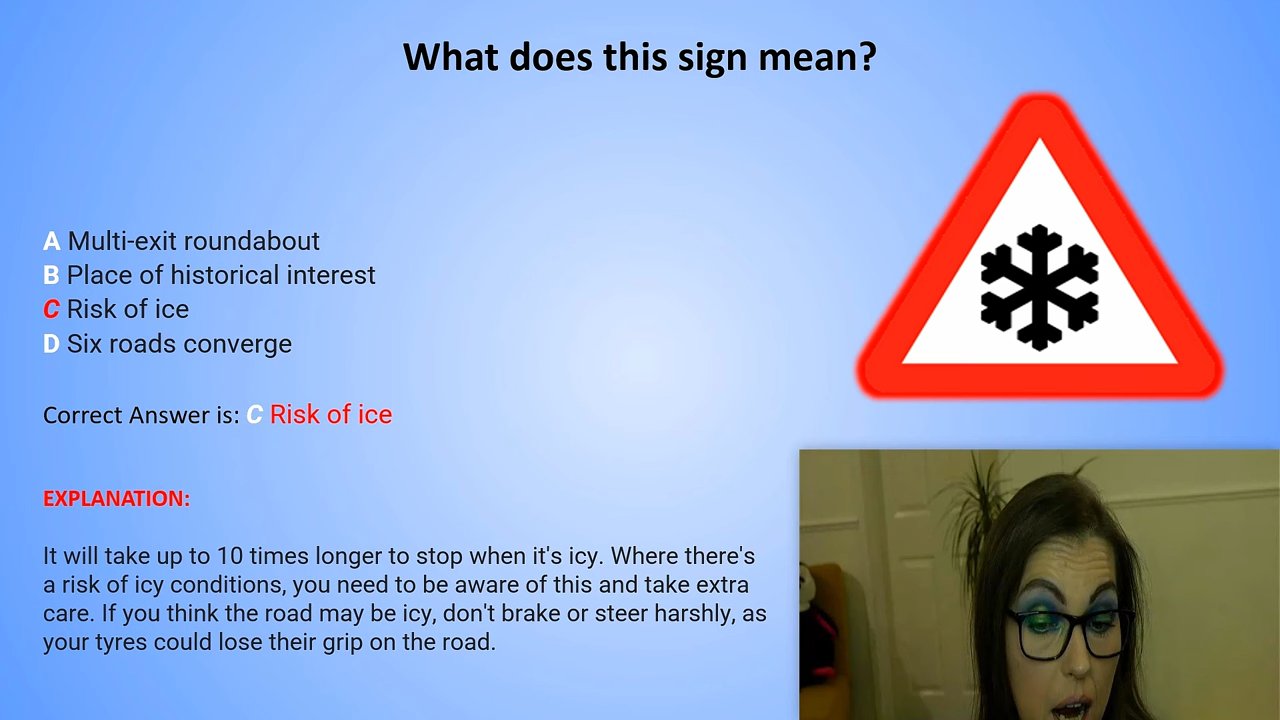 What does this sign mean?
A Multi-exit roundabout
B Place of historical interest
C Risk of ice
D Six roads converge
Correct Answer is: C Risk of ice
EXPLANATION:
It will take up to 10 times longer to stop when it's icy. Where there's
a risk of icy conditions, you need to be aware of this and take extra
care. If you think the road may be icy, don't brake or steer harshly, as
your tyres could lose their grip on the road.